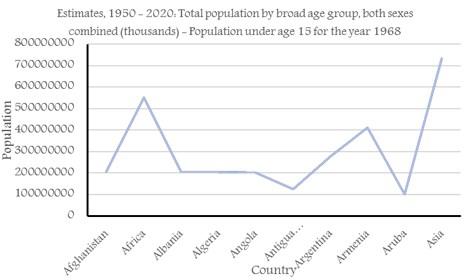 Estimates, 1950 - 2020: Total population by broad age group, both sexes
combined (thousands) - Population under age 15 for the year 1968
800000000
700000000
600000000
500000000
400000000
300000000
200000000
100000000
0
Population
Afghanistan
Africa
Albania
Algeria
Angola
Antigua...
Argentina
Armenia
Aruba
Asia
Country